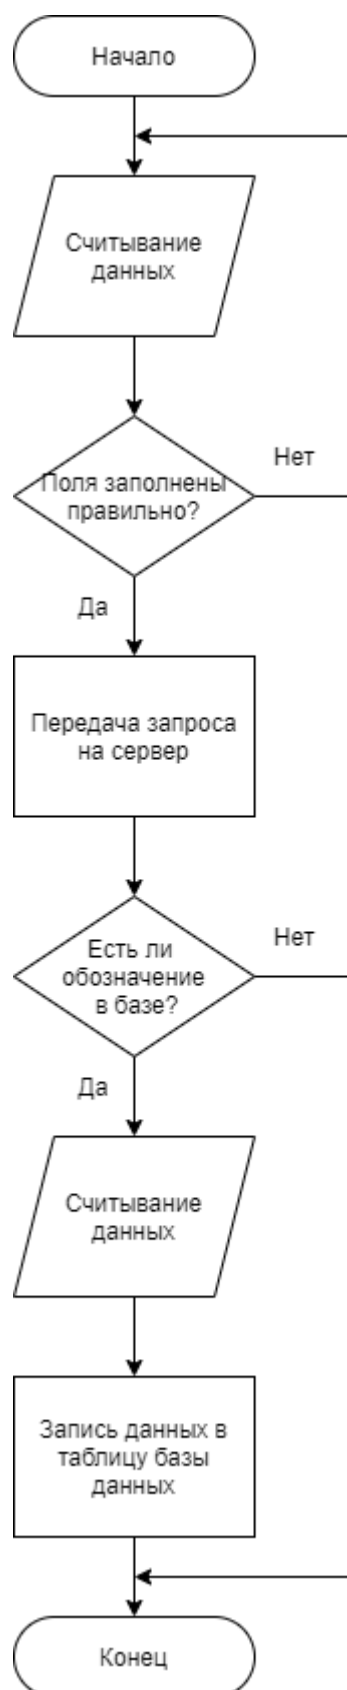 Начало
Считывание
данных
Нет
Поля заполнены
правильно?
Да
Передача запроса
на сервер
Нет
Есть ли
обозначение
в базе?
Да
Считывание
данных
Запись данных в
таблицу базы
данных
Конец